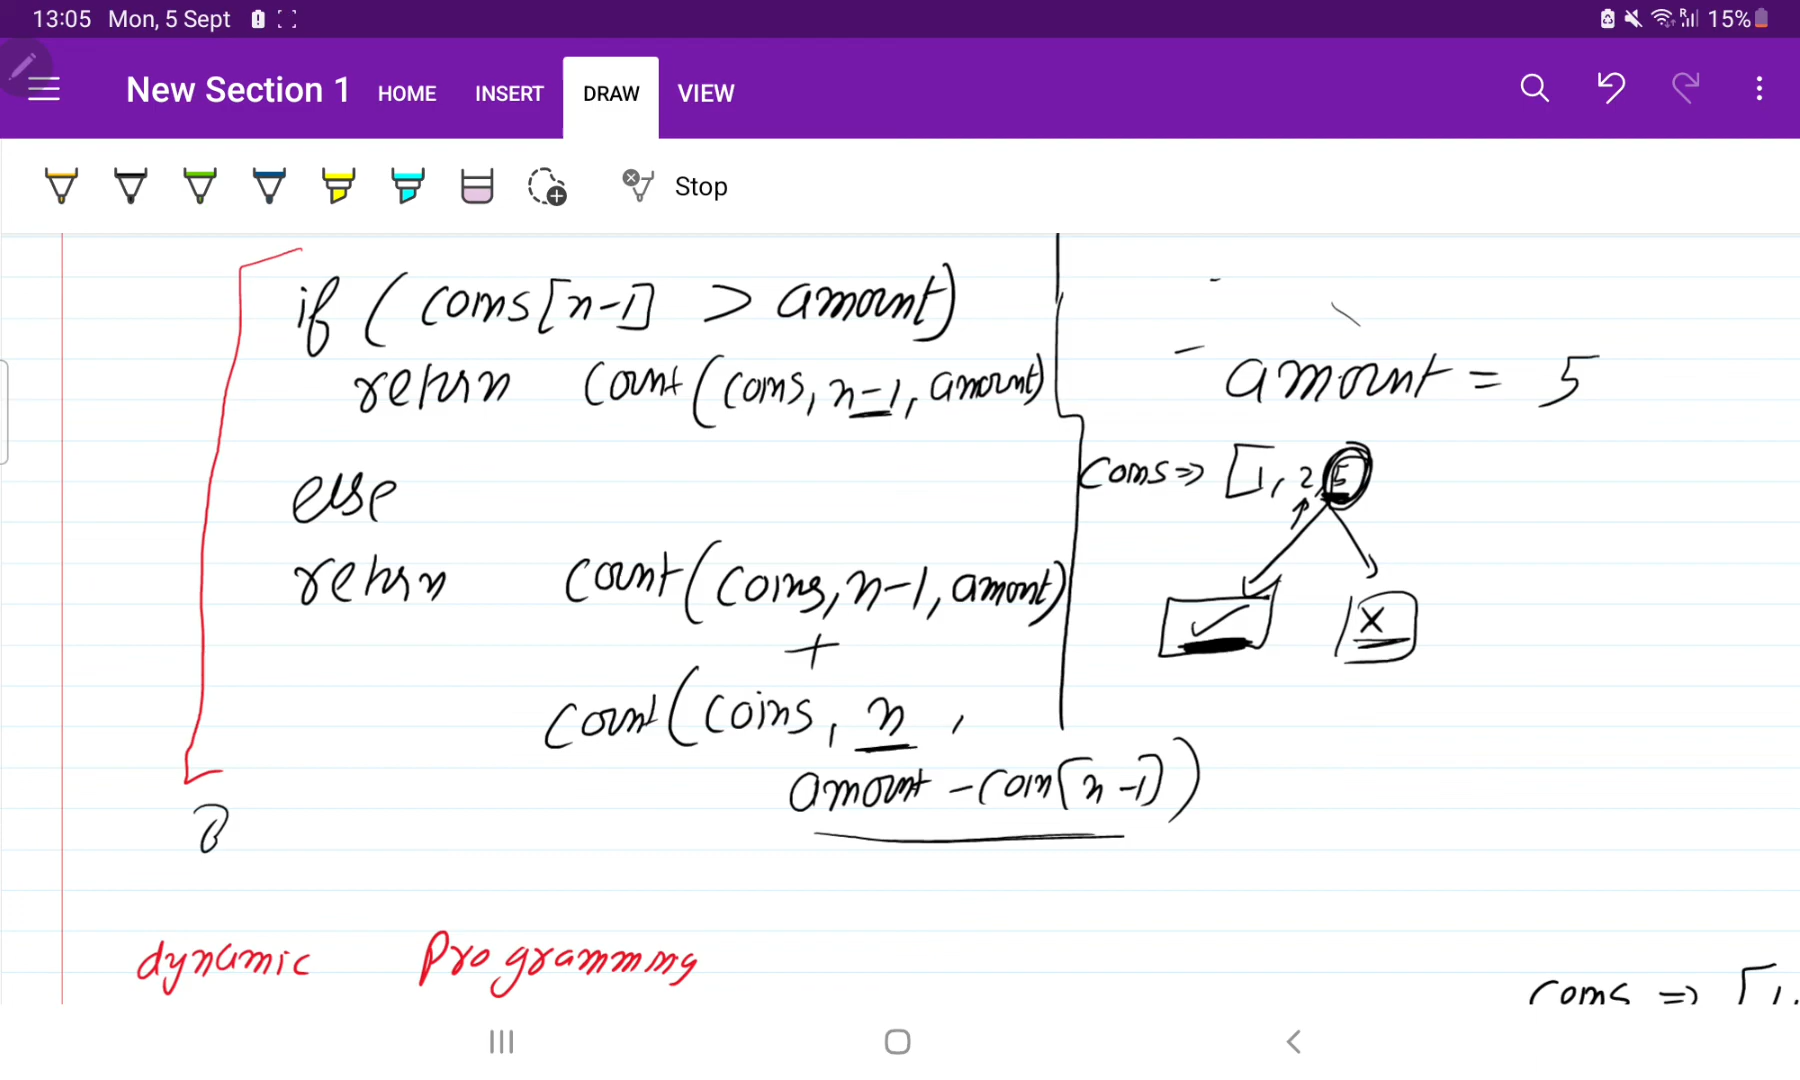 13:05 Mon, 5 Sept 15%
New Section 1 HOME INSERT DRAW VIEW
Stop
if ( coins[n-1] > amount)
return count(coins, n-1, amount)
else
return count(coins, n-1, amont)
+
count(coins, n,
amount - coin[n-1])
amount = 5
coins => [1, 2, 5
✓ X
dynamic Programming
coins => [1,